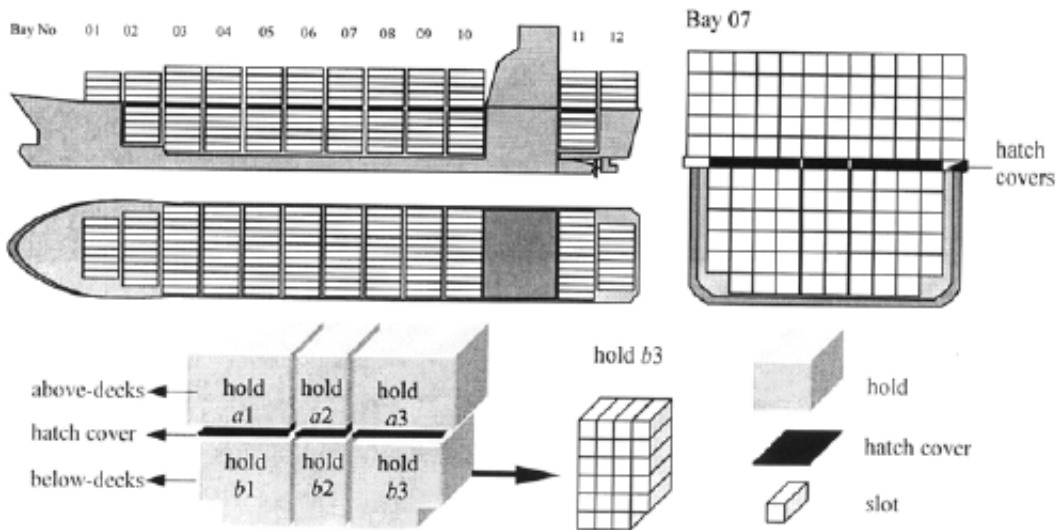 Bay No 01 02 03 04 05 06 07 08 09 10 11 12
Bay 07
hatch
covers
above-decks
hatch cover
below-decks
hold
a1
hold
a2
hold
a3
hold
b1
hold
b2
hold
b3
hold b3
hold
hatch cover
slot